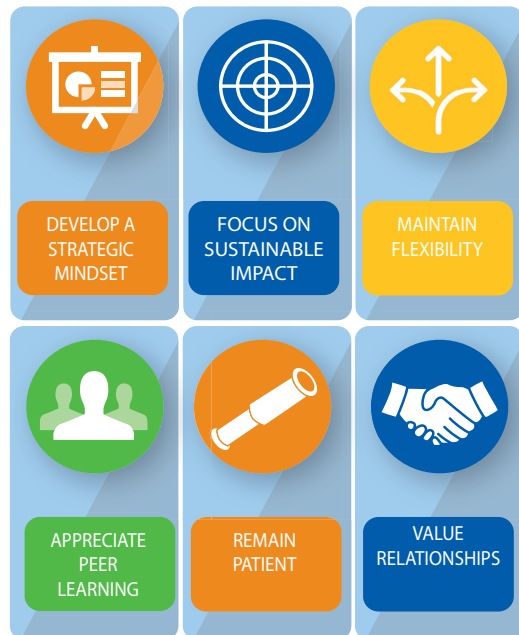 DEVELOP A
STRATEGIC
MINDSET
FOCUS ON
SUSTAINABLE
IMPACT
MAINTAIN
FLEXIBILITY
APPRECIATE
PEER
LEARNING
REMAIN
PATIENT
VALUE
RELATIONSHIPS